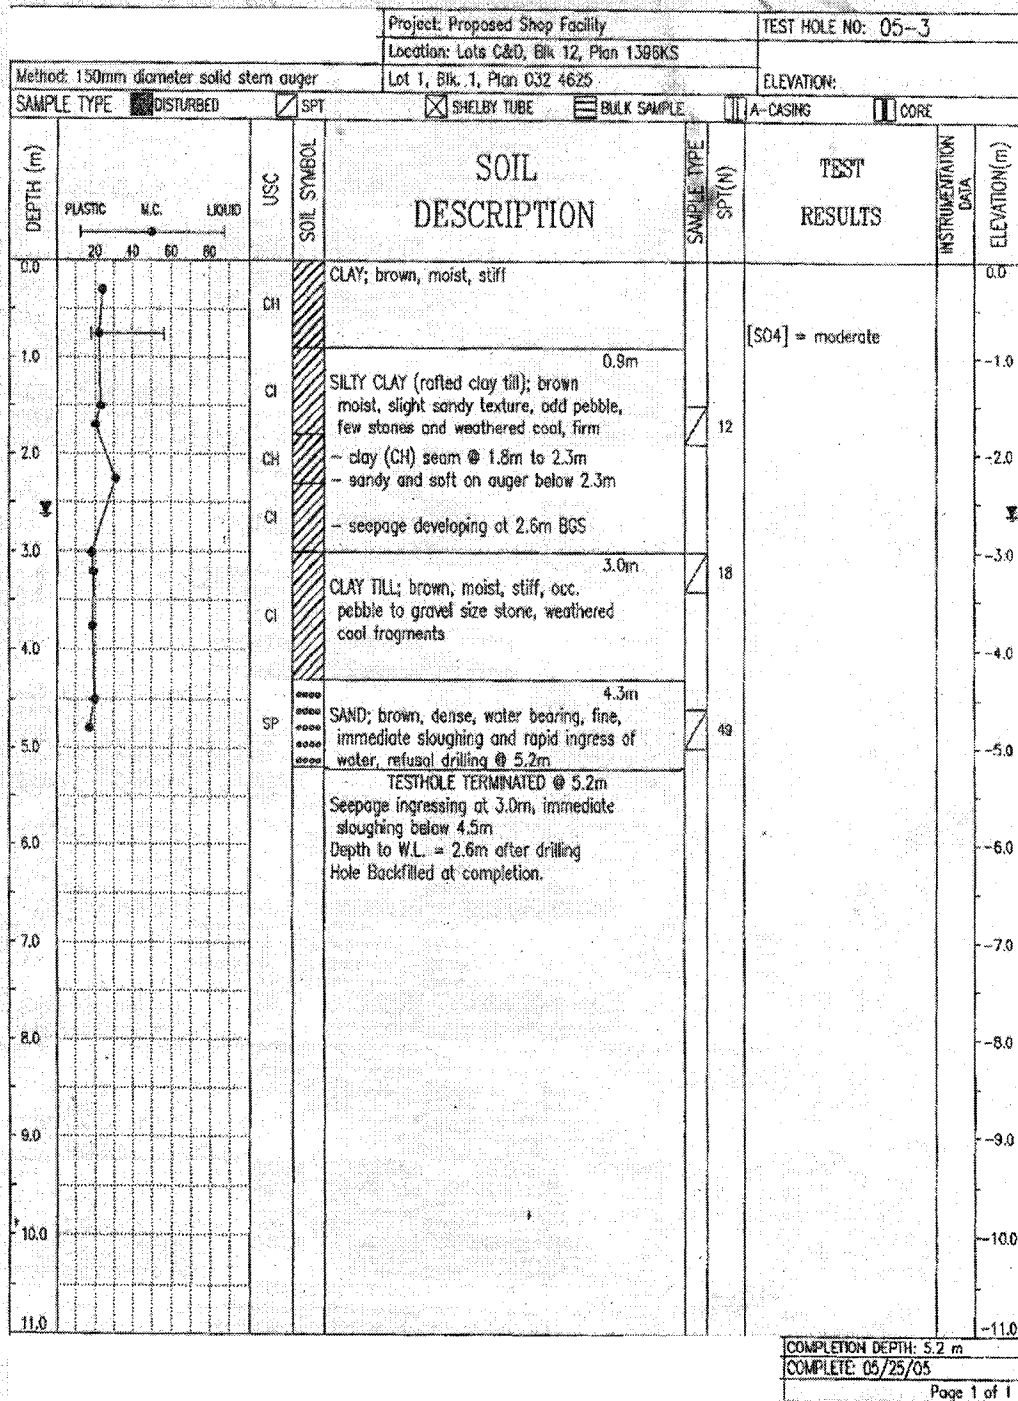 Project: Proposed Shop Facility
TEST HOLE NO: 05-3
Location: Lots C&D, Blk 12, Plan 1396KS
Method: 150mm diameter solid stem auger
Lot 1, Blk. 1, Plan 032 4625
ELEVATION:
SAMPLE TYPE DISTURBED SPT SHELBY TUBE BULK SAMPLE A-CASING CORE
DEPTH (m)
PLASTIC M.C. LIQUID
20 40 60 80
USC
SOIL SYMBOL
SOIL
DESCRIPTION
SAMPLE TYPE
SPT(N)
TEST
RESULTS
INSTRUMENTATION
DATA
ELEVATION(m)
0.0
CLAY; brown, moist, stiff
0.0
CH
[SO4] = moderate
1.0
0.9m
-1.0
CI
SILTY CLAY (rafted clay till); brown
moist, slight sandy texture, odd pebble,
few stones and weathered coal, firm
12
2.0
CH
- clay (CH) seam @ 1.8m to 2.3m
-2.0
- sandy and soft on auger below 2.3m
CI
- seepage developing at 2.6m BGS
3.0
3.0m
18
-3.0
CLAY TILL; brown, moist, stiff, occ.
CI
pebble to gravel size stone, weathered
coal fragments
4.0
-4.0
4.3m
SP
SAND; brown, dense, water bearing, fine,
49
immediate sloughing and rapid ingress of
5.0
water, refusal drilling @ 5.2m
-5.0
TESTHOLE TERMINATED @ 5.2m
Seepage ingressing at 3.0m, immediate
sloughing below 4.5m
6.0
Depth to W.L. = 2.6m after drilling
-6.0
Hole Backfilled at completion.
7.0
-7.0
8.0
-8.0
9.0
-9.0
10.0
-10.0
11.0
-11.0
COMPLETION DEPTH: 5.2 m
COMPLETE: 05/25/05
Page 1 of 1